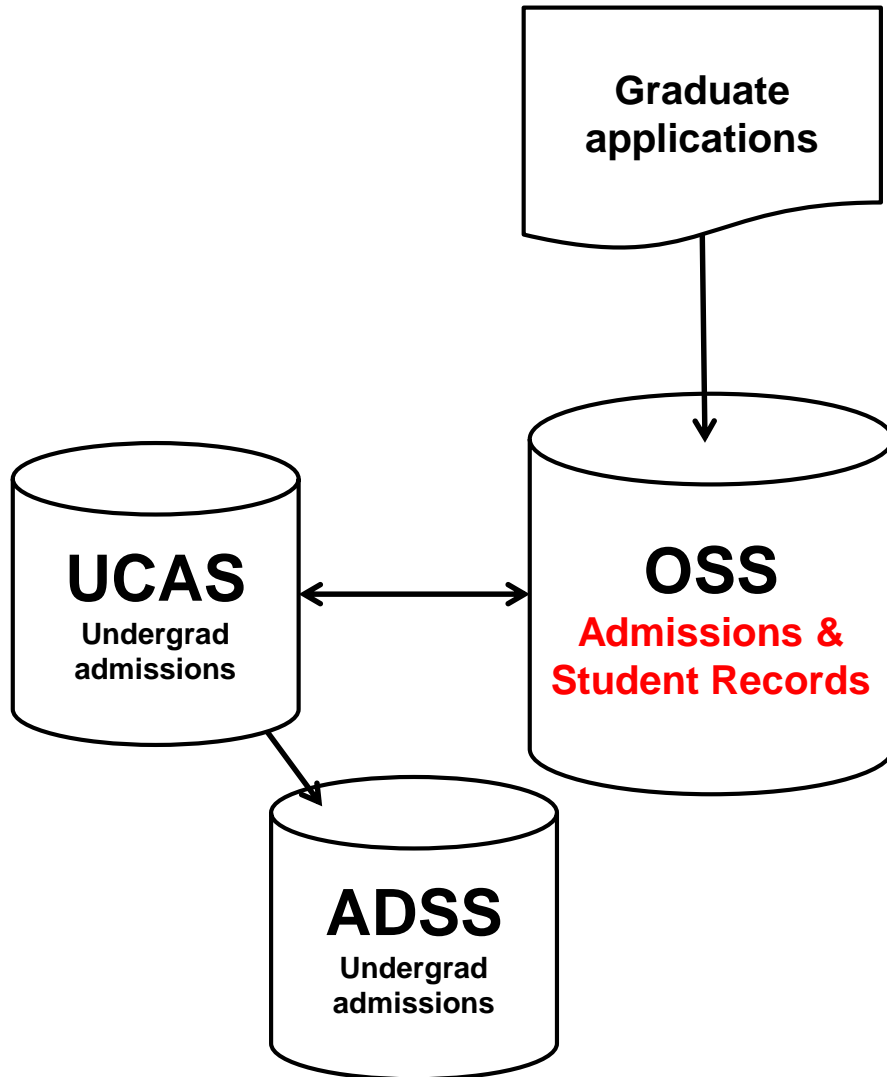 Graduate
applications
UCAS
Undergrad
admissions
OSS
Admissions &
Student Records
ADSS
Undergrad
admissions